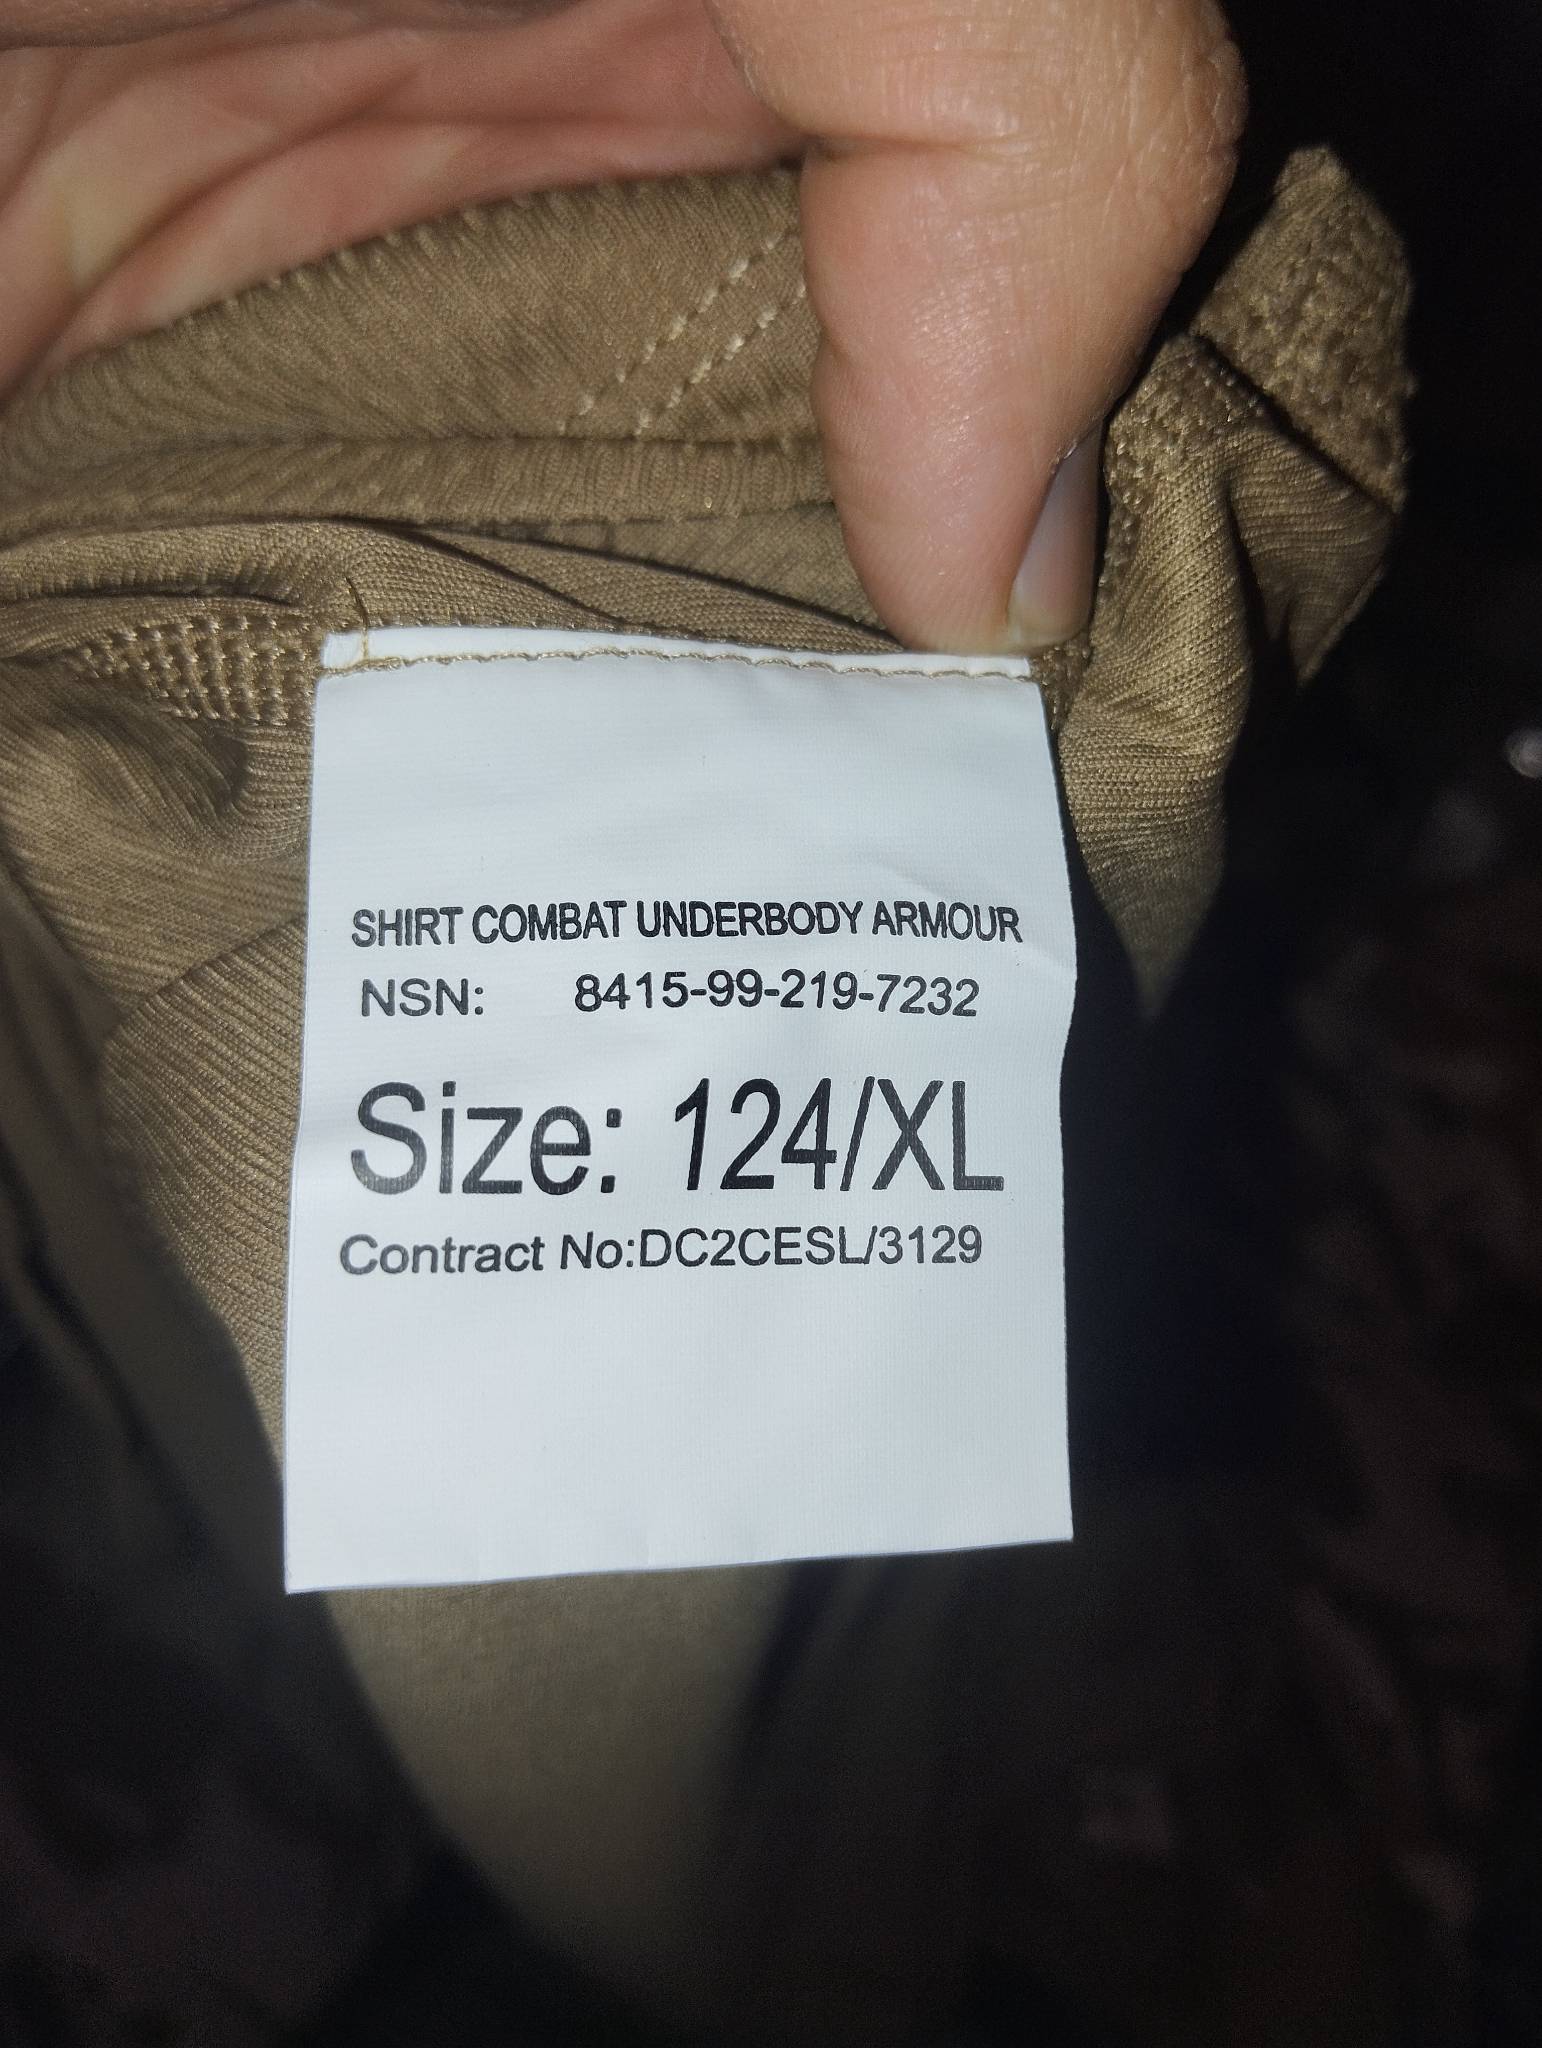 SHIRT COMBAT UNDERBODY ARMOUR
NSN: 8415-99-219-7232
Size: 124/XL
Contract No:DC2CESL/3129